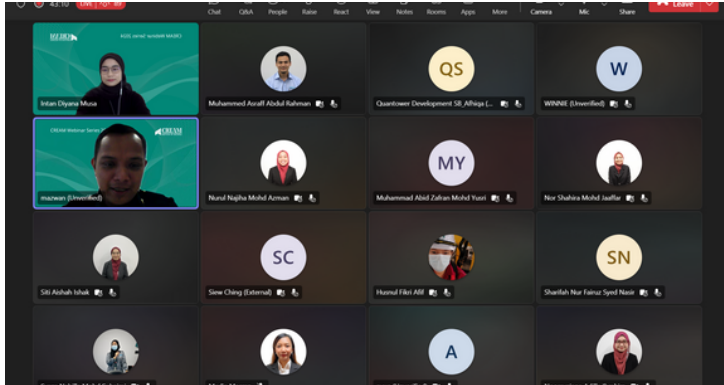 43:10 LIVE 89
Chat Q&A People Raise React View Notes Rooms Apps More Camera Mic Share Leave
QS W
Intan Diyana Musa Muhammed Asraff Abdul Rahman Quantower Development SB_Afhiqa (... WINNIE (Unverified)
CREAM Webinar Series CREAM
MY
mazwan (Unverified) Nurul Najiha Mohd Azman Muhammad Abid Zafran Mohd Yusri Nor Shahira Mohd Jaaffar
SC SN
Siti Aishah Ishak Siew Ching (External) Husnul Fikri Afif Sharifah Nur Fairuz Syed Nasir
A